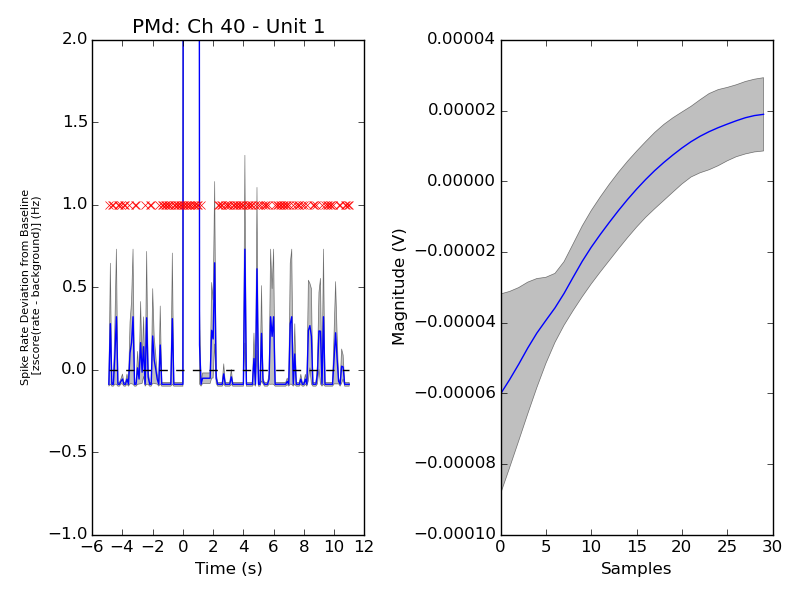 PMd: Ch 40 - Unit 1
Spike Rate Deviation from Baseline
[zscore(rate - background)] (Hz)
2.0
1.5
1.0
0.5
0.0
−0.5
−1.0
−6 −4 −2 0 2 4 6 8 10 12
Time (s)
Magnitude (V)
0.00004
0.00002
0.00000
−0.00002
−0.00004
−0.00006
−0.00008
−0.00010
0 5 10 15 20 25 30
Samples